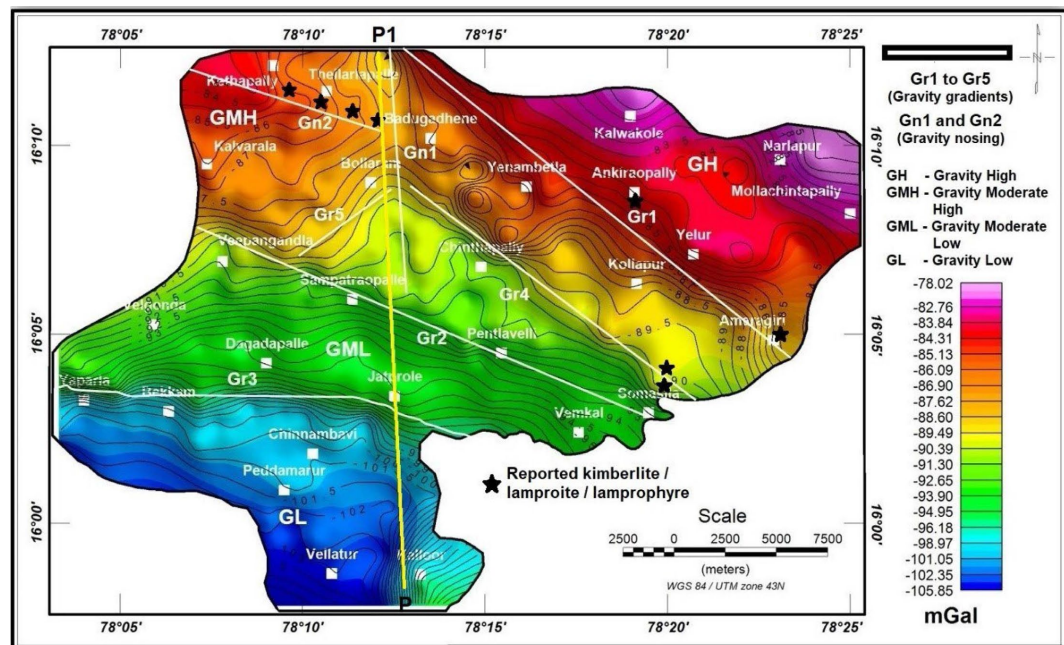 P1
78°05' 78°10' 78°15' 78°20' 78°25'
N
Kethapally Thellarlapalle
GMH Gn2 Badugadhene
Kalvarala Gn1
Bollaram Yenambetla
Kalwakole
GH Narlapur
Ankiraopally
Mollachintapally
Gr1
Yelur
Gr5
Veepangandla Chinthapally Kollapur
Sampatraopalle Gr4
Velgonda Amaragiri
Dagadapalle GML Gr2 Pentlavelli
Gr3 Jatprole
Yaparla Bekkam Somasila
Chinnambavi Vemkal
Peddamarur
GL
Vellatur Kalloor
P
16°10' 16°10'
16°05' 16°05'
16°00' 16°00'
Reported kimberlite /
lamproite / lamprophyre
Scale
2500 0 2500 5000 7500
(meters)
WGS 84 / UTM zone 43N
78°05' 78°10' 78°15' 78°20' 78°25'
Gr1 to Gr5
(Gravity gradients)
Gn1 and Gn2
(Gravity nosing)
GH - Gravity High
GMH - Gravity Moderate
High
GML - Gravity Moderate
Low
GL - Gravity Low
-78.02
-82.76
-83.84
-84.31
-85.13
-86.09
-86.90
-87.62
-88.60
-89.49
-90.39
-91.30
-92.65
-93.90
-94.95
-96.18
-98.97
-101.05
-102.35
-105.85
mGal